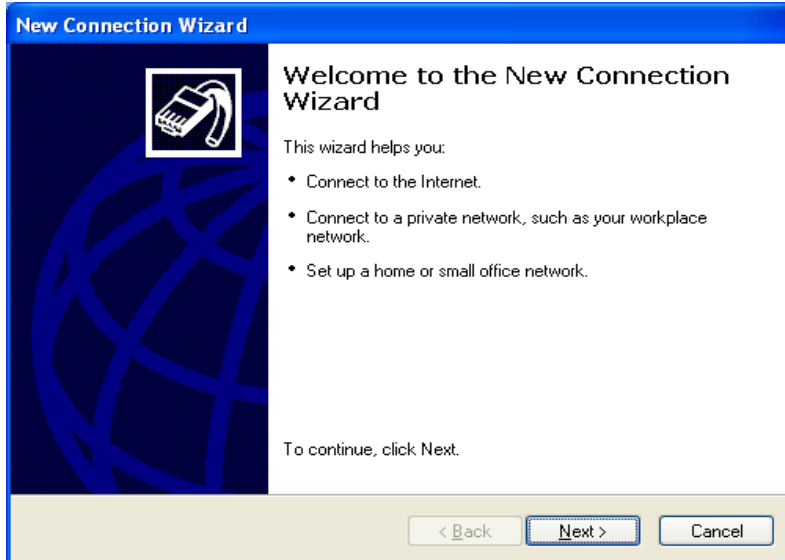 New Connection Wizard
Welcome to the New Connection
Wizard
This wizard helps you:
• Connect to the Internet.
• Connect to a private network, such as your workplace
network.
• Set up a home or small office network.
To continue, click Next.
< Back
Next >
Cancel